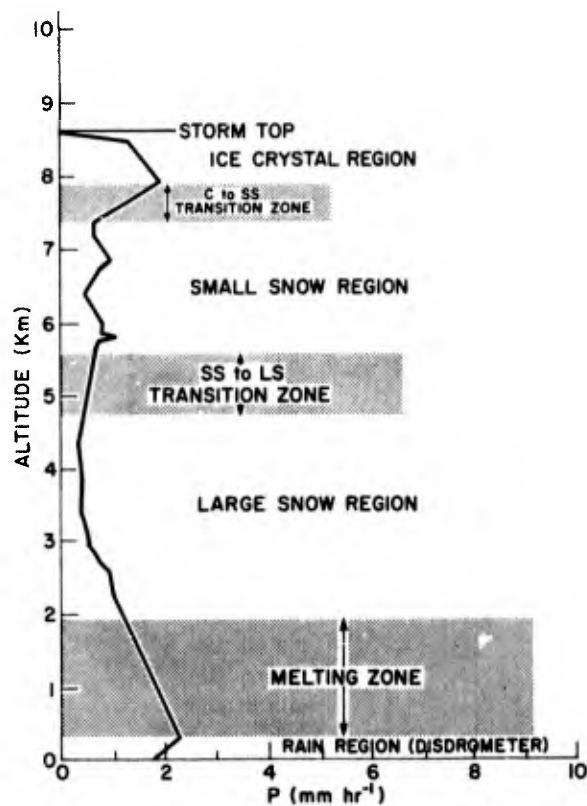 10
9
STORM TOP
ICE CRYSTAL REGION
8
C to SS
TRANSITION ZONE
7
SMALL SNOW REGION
6
SS to LS
TRANSITION ZONE
5
ALTITUDE (Km)
4
LARGE SNOW REGION
3
2
MELTING ZONE
1
RAIN REGION (DISDROMETER)
0
0 2 4 6 8 10
P (mm hr⁻¹)